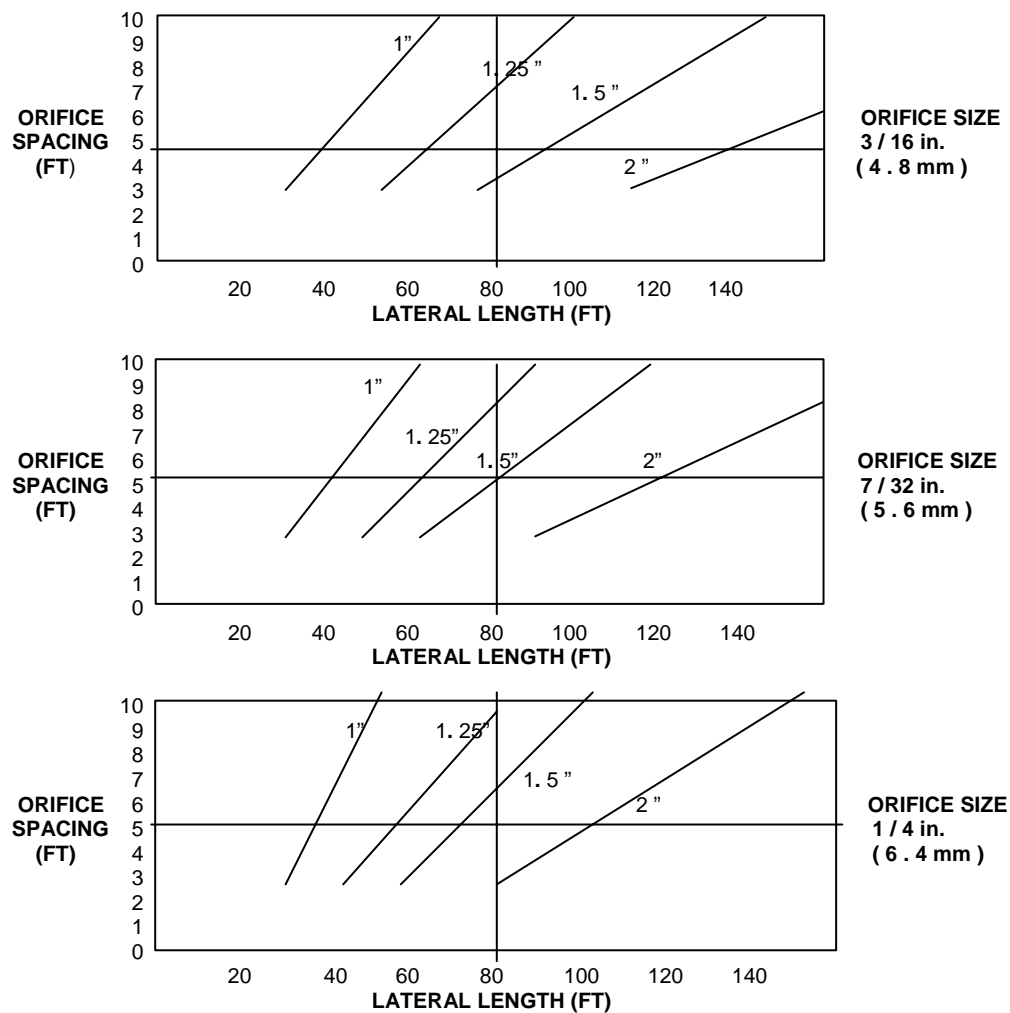 10
9
8
7
6
5
4
3
2
1
0
ORIFICE
SPACING
(FT)
1”
1. 25 ”
1. 5 ”
2 ”
ORIFICE SIZE
3 / 16 in.
( 4 . 8 mm )
20 40 60 80 100 120 140
LATERAL LENGTH (FT)
10
9
8
7
6
5
4
3
2
1
0
ORIFICE
SPACING
(FT)
1”
1. 25”
1. 5”
2”
ORIFICE SIZE
7 / 32 in.
( 5 . 6 mm )
20 40 60 80 100 120 140
LATERAL LENGTH (FT)
10
9
8
7
6
5
4
3
2
1
0
ORIFICE
SPACING
(FT)
1”
1. 25”
1. 5 ”
2 ”
ORIFICE SIZE
1 / 4 in.
( 6 . 4 mm )
20 40 60 80 100 120 140
LATERAL LENGTH (FT)